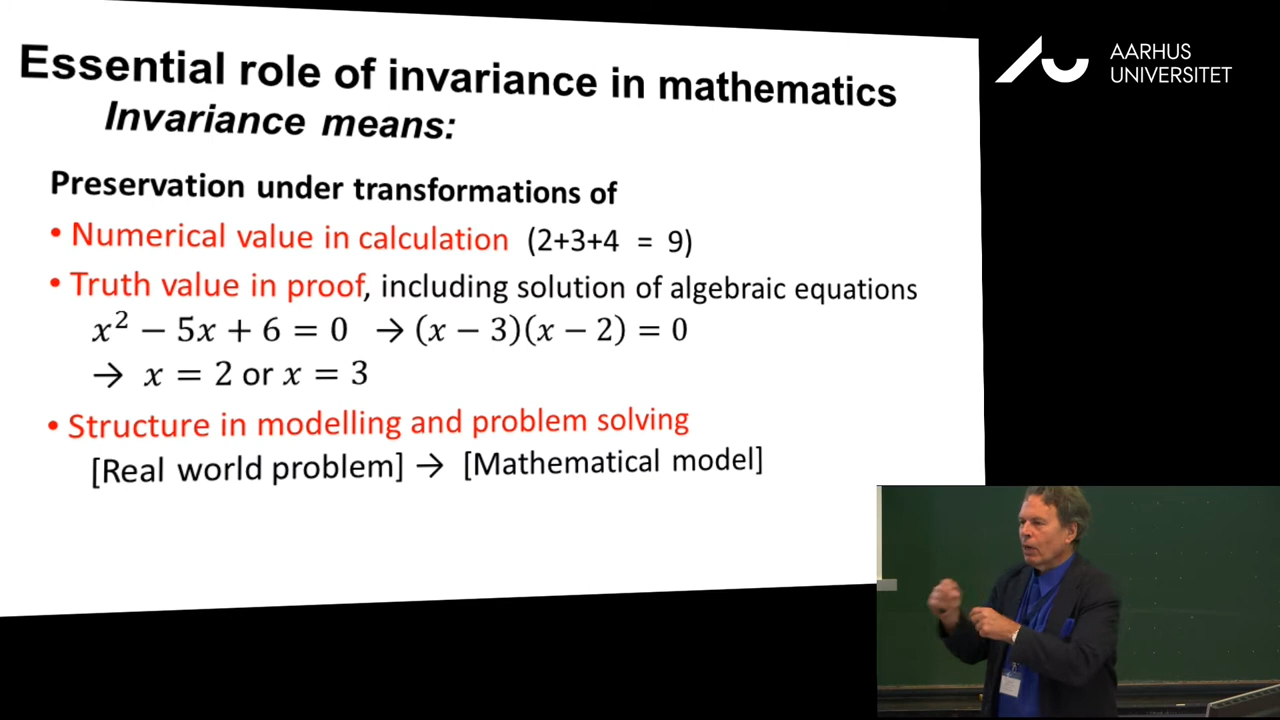 Essential role of invariance in mathematics
Invariance means:
Preservation under transformations of
• Numerical value in calculation (2+3+4 = 9)
• Truth value in proof, including solution of algebraic equations
x² − 5x + 6 = 0 → (x − 3)(x − 2) = 0
→ x = 2 or x = 3
• Structure in modelling and problem solving
[Real world problem] → [Mathematical model]
AARHUS
UNIVERSITET